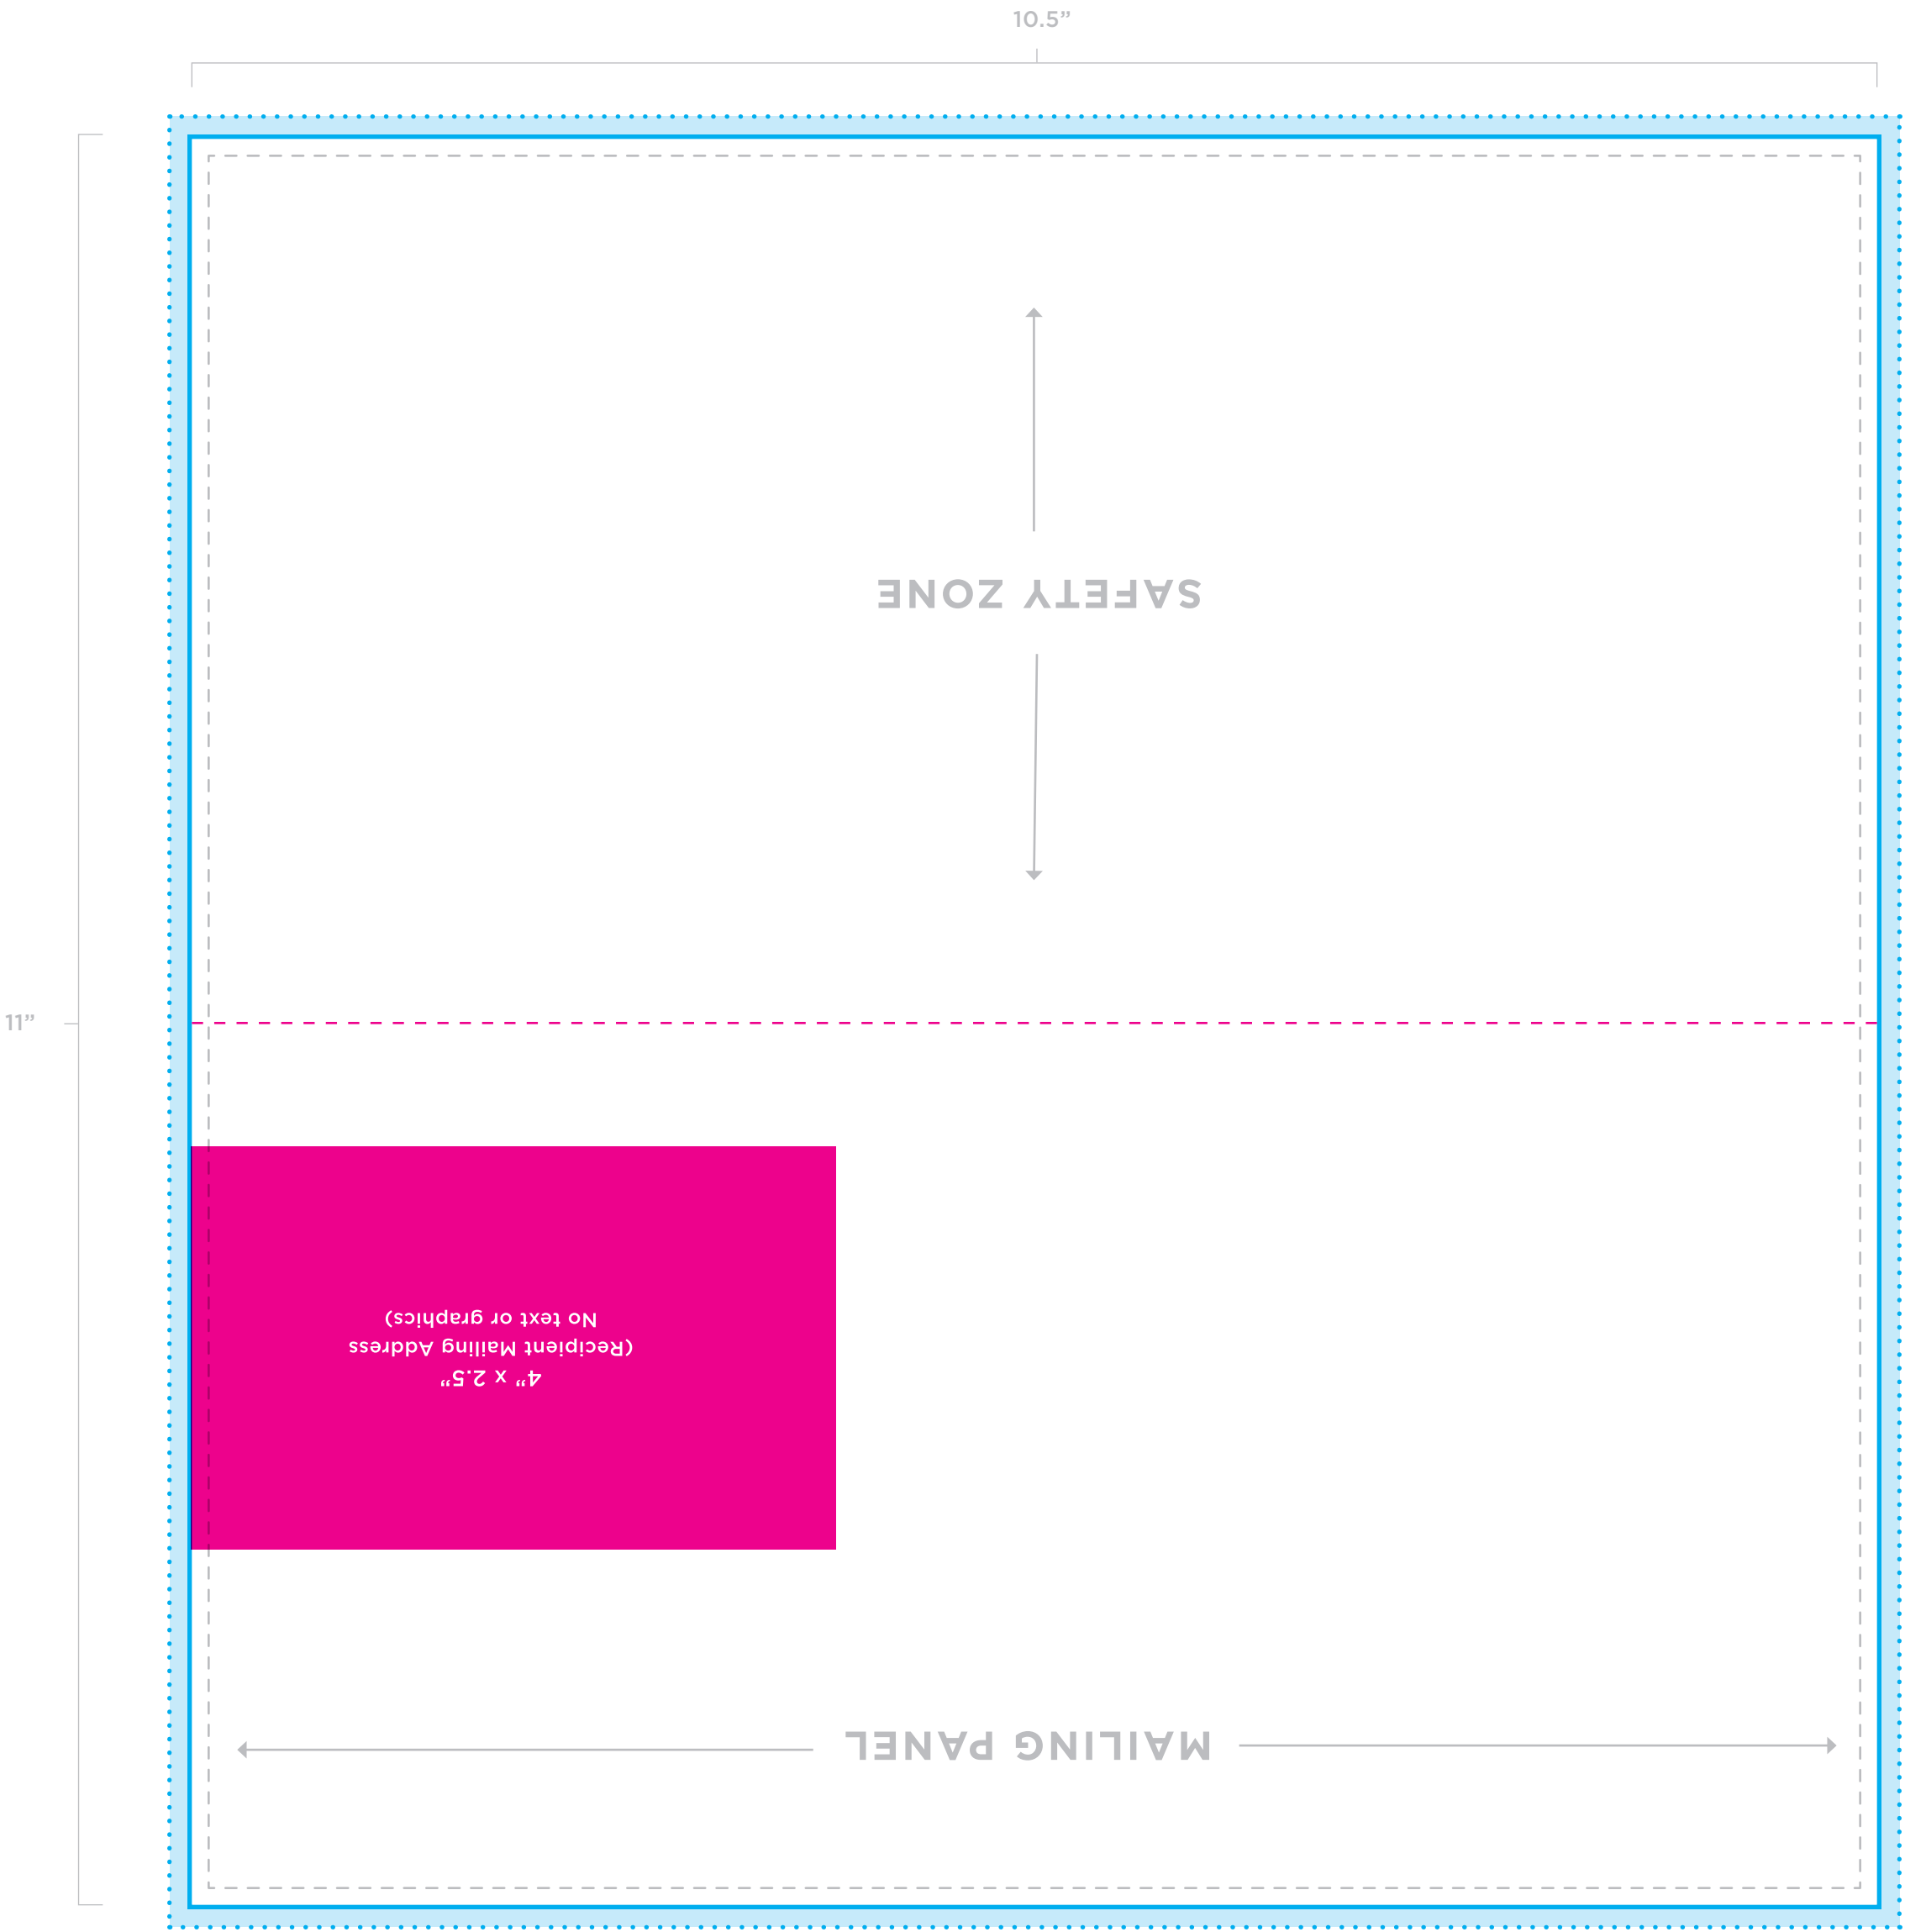 10.5”
11”
SAFETY ZONE
4” x 2.5”
(Recipient Mailing Address
No text or graphics)
MAILING PANEL